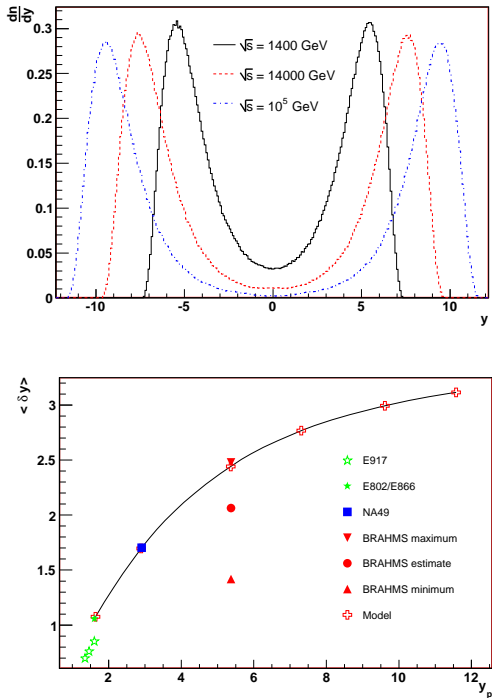 dn
dy
0.3
0.25
0.2
0.15
0.1
0.05
0
√s = 1400 GeV
√s = 14000 GeV
√s = 10⁵ GeV
-10 -5 0 5 10
y
< δy >
3
2.5
2
1.5
1
E917
E802/E866
NA49
BRAHMS maximum
BRAHMS estimate
BRAHMS minimum
Model
2 4 6 8 10 12
yₚ